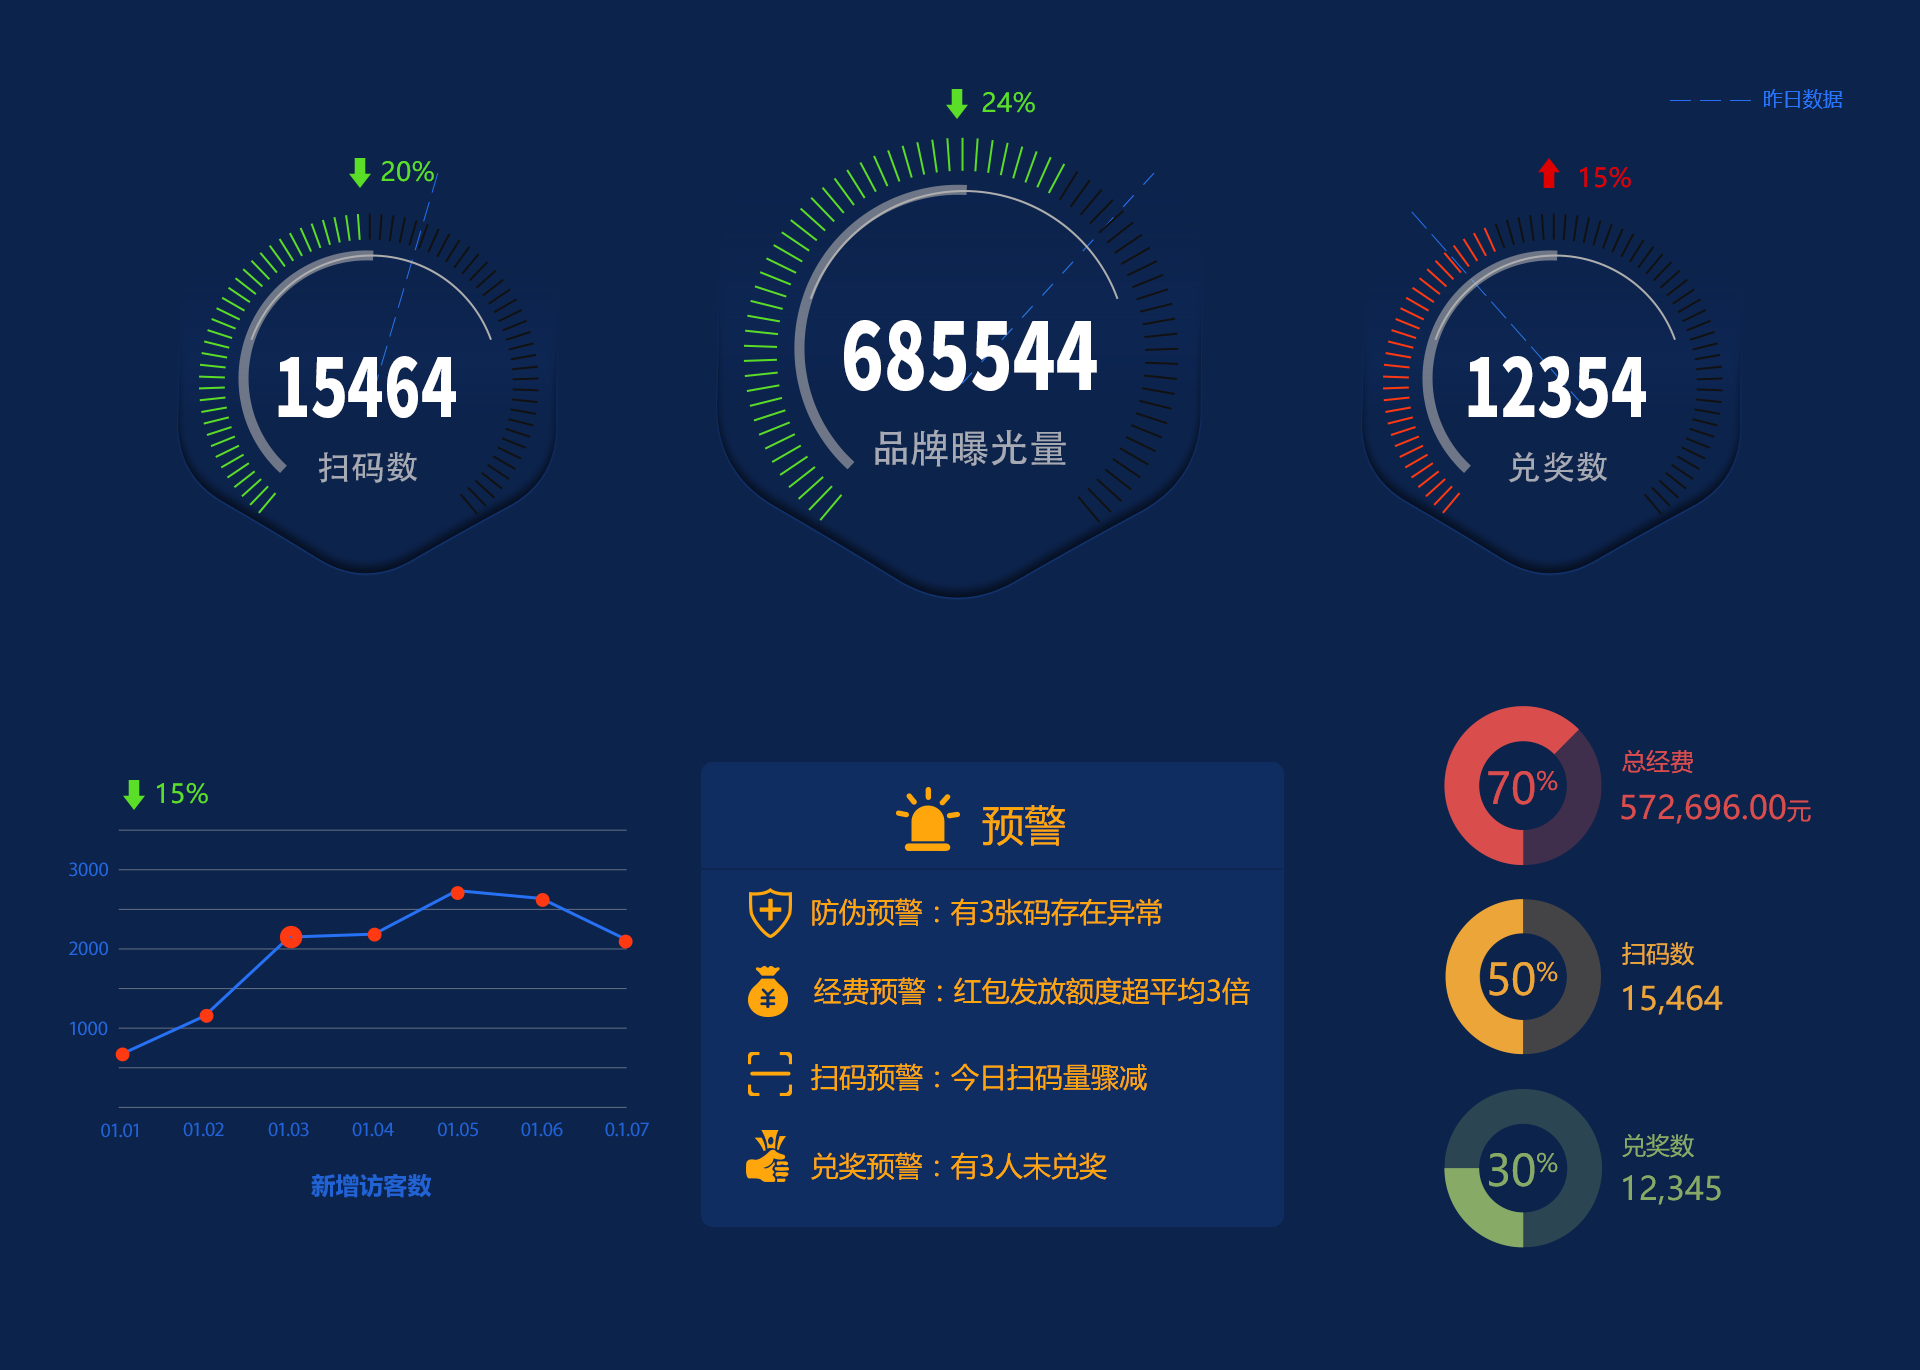 24%
昨日数据
20%
15%
15464
扫码数
685544
品牌曝光量
12354
兑奖数
15%
3000
2000
1000
01.01
01.02
01.03
01.04
01.05
01.06
0.1.07
新增访客数
预警
防伪预警：有3张码存在异常
经费预警：红包发放额度超平均3倍
扫码预警：今日扫码量骤减
兑奖预警：有3人未兑奖
70%
总经费
572,696.00元
50%
扫码数
15,464
30%
兑奖数
12,345